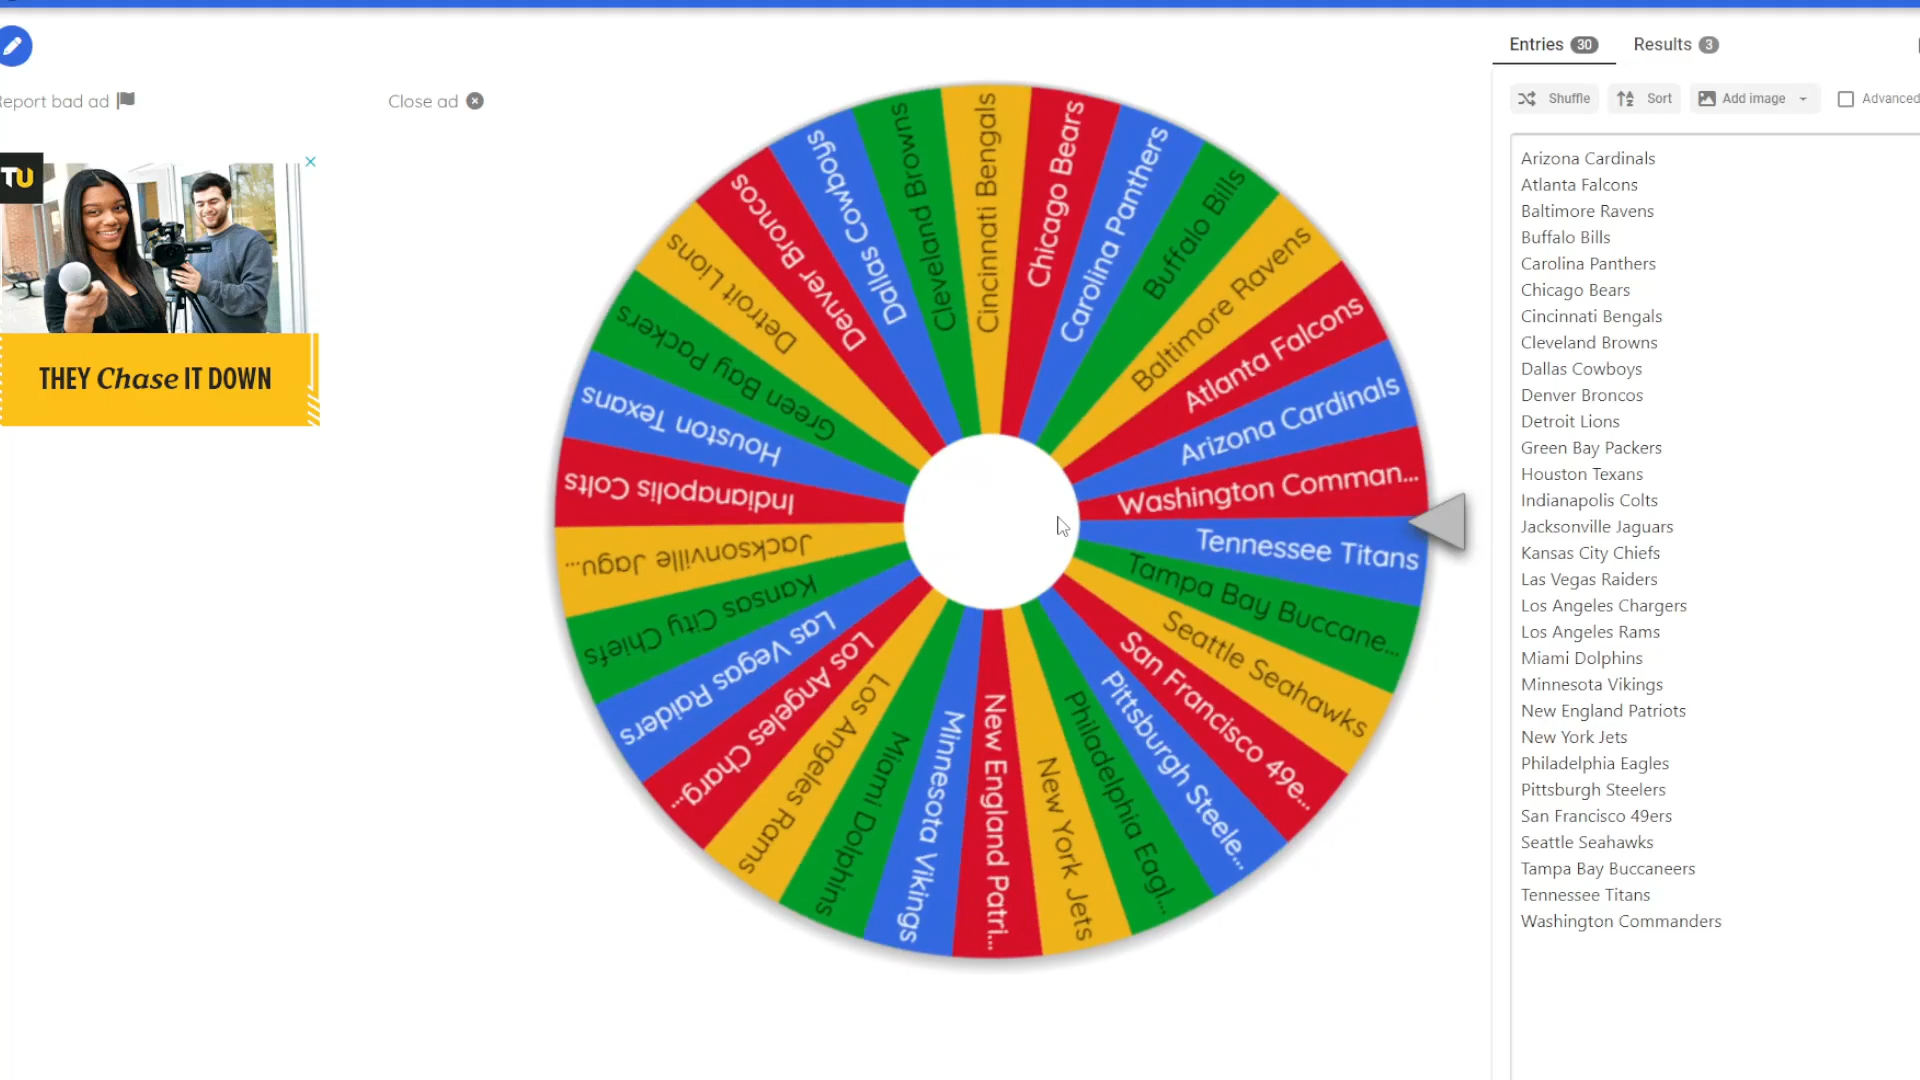 Entries 30 Results 3
Report bad ad
Close ad
Shuffle Sort Add image Advanced
TU
THEY Chase IT DOWN
Cincinnati Bengals
Chicago Bears
Carolina Panthers
Buffalo Bills
Baltimore Ravens
Atlanta Falcons
Arizona Cardinals
Washington Comman...
Tennessee Titans
Tampa Bay Buccane...
Seattle Seahawks
San Francisco 49e...
Pittsburgh Steele...
Philadelphia Eagl...
New York Jets
New England Patri...
Minnesota Vikings
Miami Dolphins
Los Angeles Rams
Los Angeles Charg...
Las Vegas Raiders
Kansas City Chiefs
Jacksonville Jagu...
Indianapolis Colts
Houston Texans
Green Bay Packers
Detroit Lions
Denver Broncos
Dallas Cowboys
Cleveland Browns
Arizona Cardinals
Atlanta Falcons
Baltimore Ravens
Buffalo Bills
Carolina Panthers
Chicago Bears
Cincinnati Bengals
Cleveland Browns
Dallas Cowboys
Denver Broncos
Detroit Lions
Green Bay Packers
Houston Texans
Indianapolis Colts
Jacksonville Jaguars
Kansas City Chiefs
Las Vegas Raiders
Los Angeles Chargers
Los Angeles Rams
Miami Dolphins
Minnesota Vikings
New England Patriots
New York Jets
Philadelphia Eagles
Pittsburgh Steelers
San Francisco 49ers
Seattle Seahawks
Tampa Bay Buccaneers
Tennessee Titans
Washington Commanders